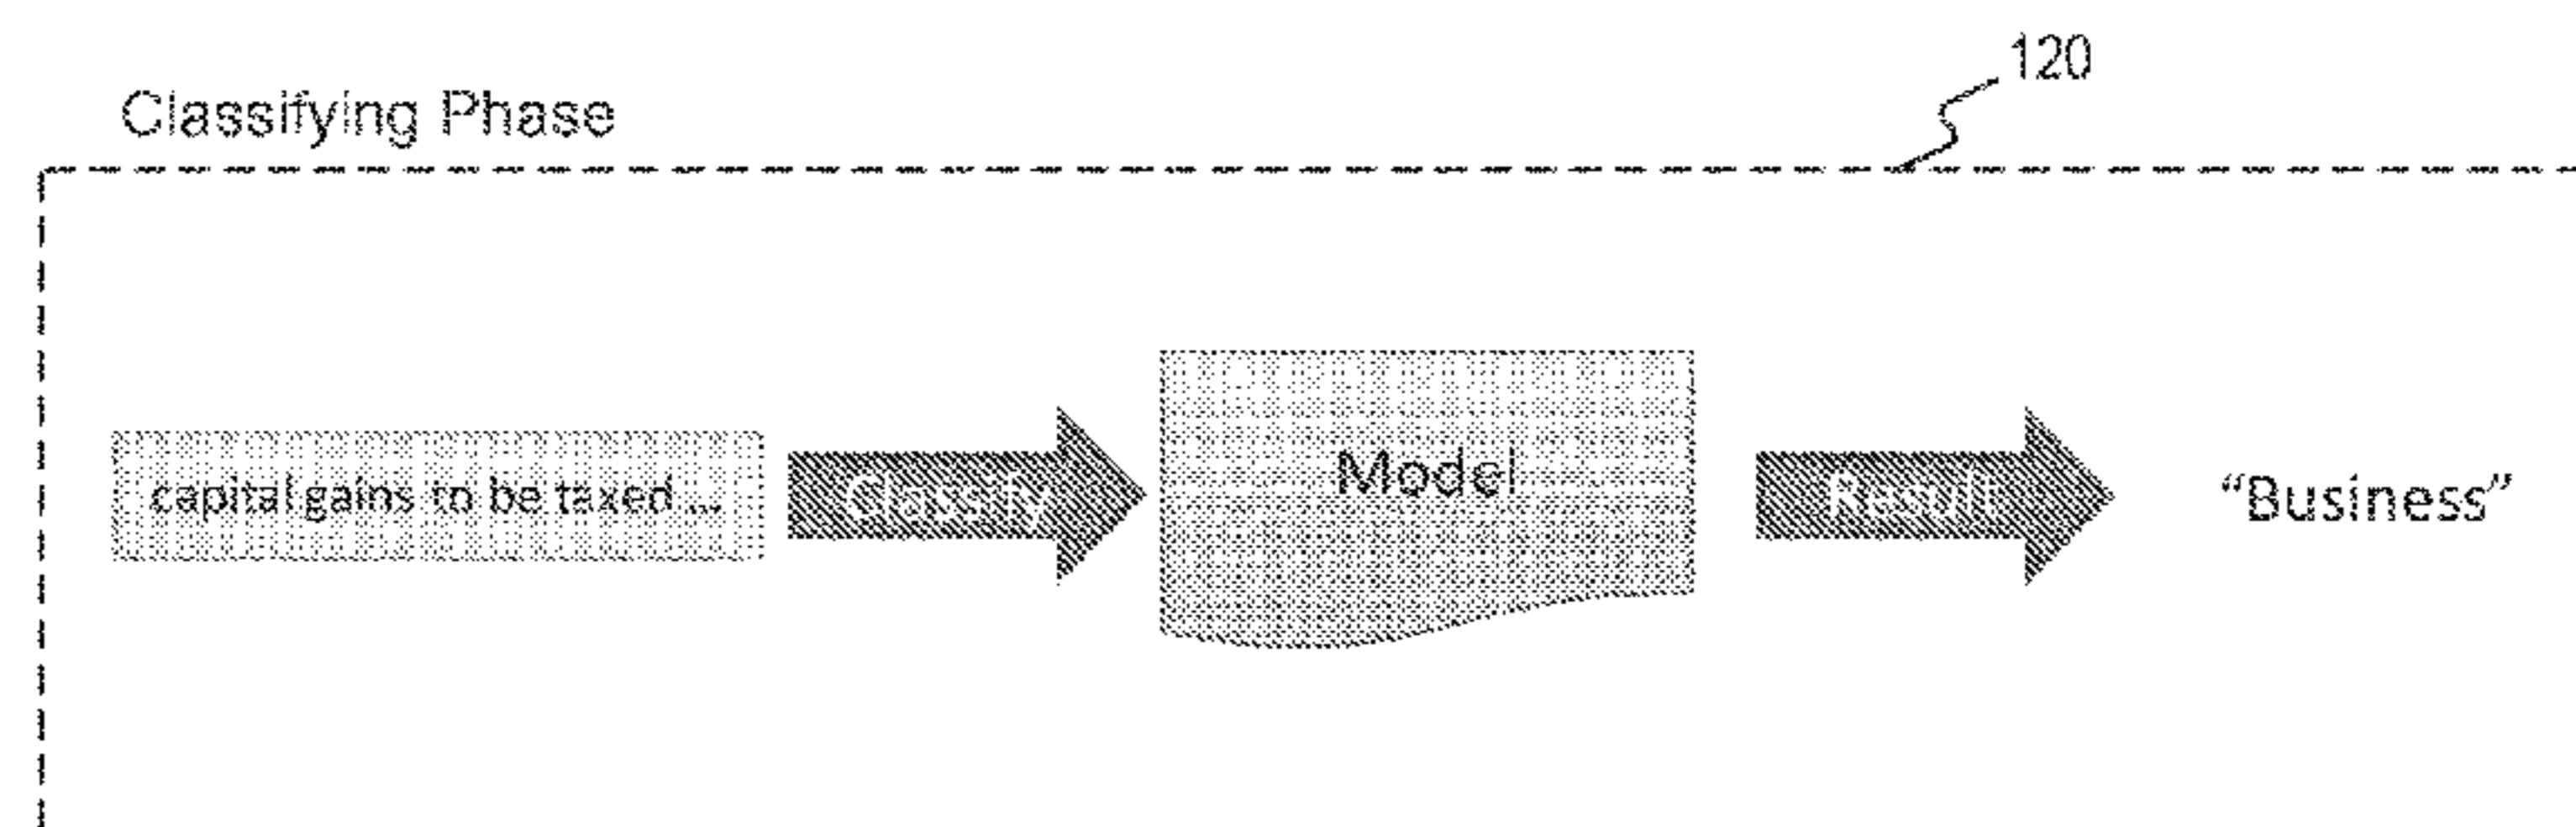 120
Classifying Phase
capital gains to be taxed ...
Classify
Model
Result
“Business”